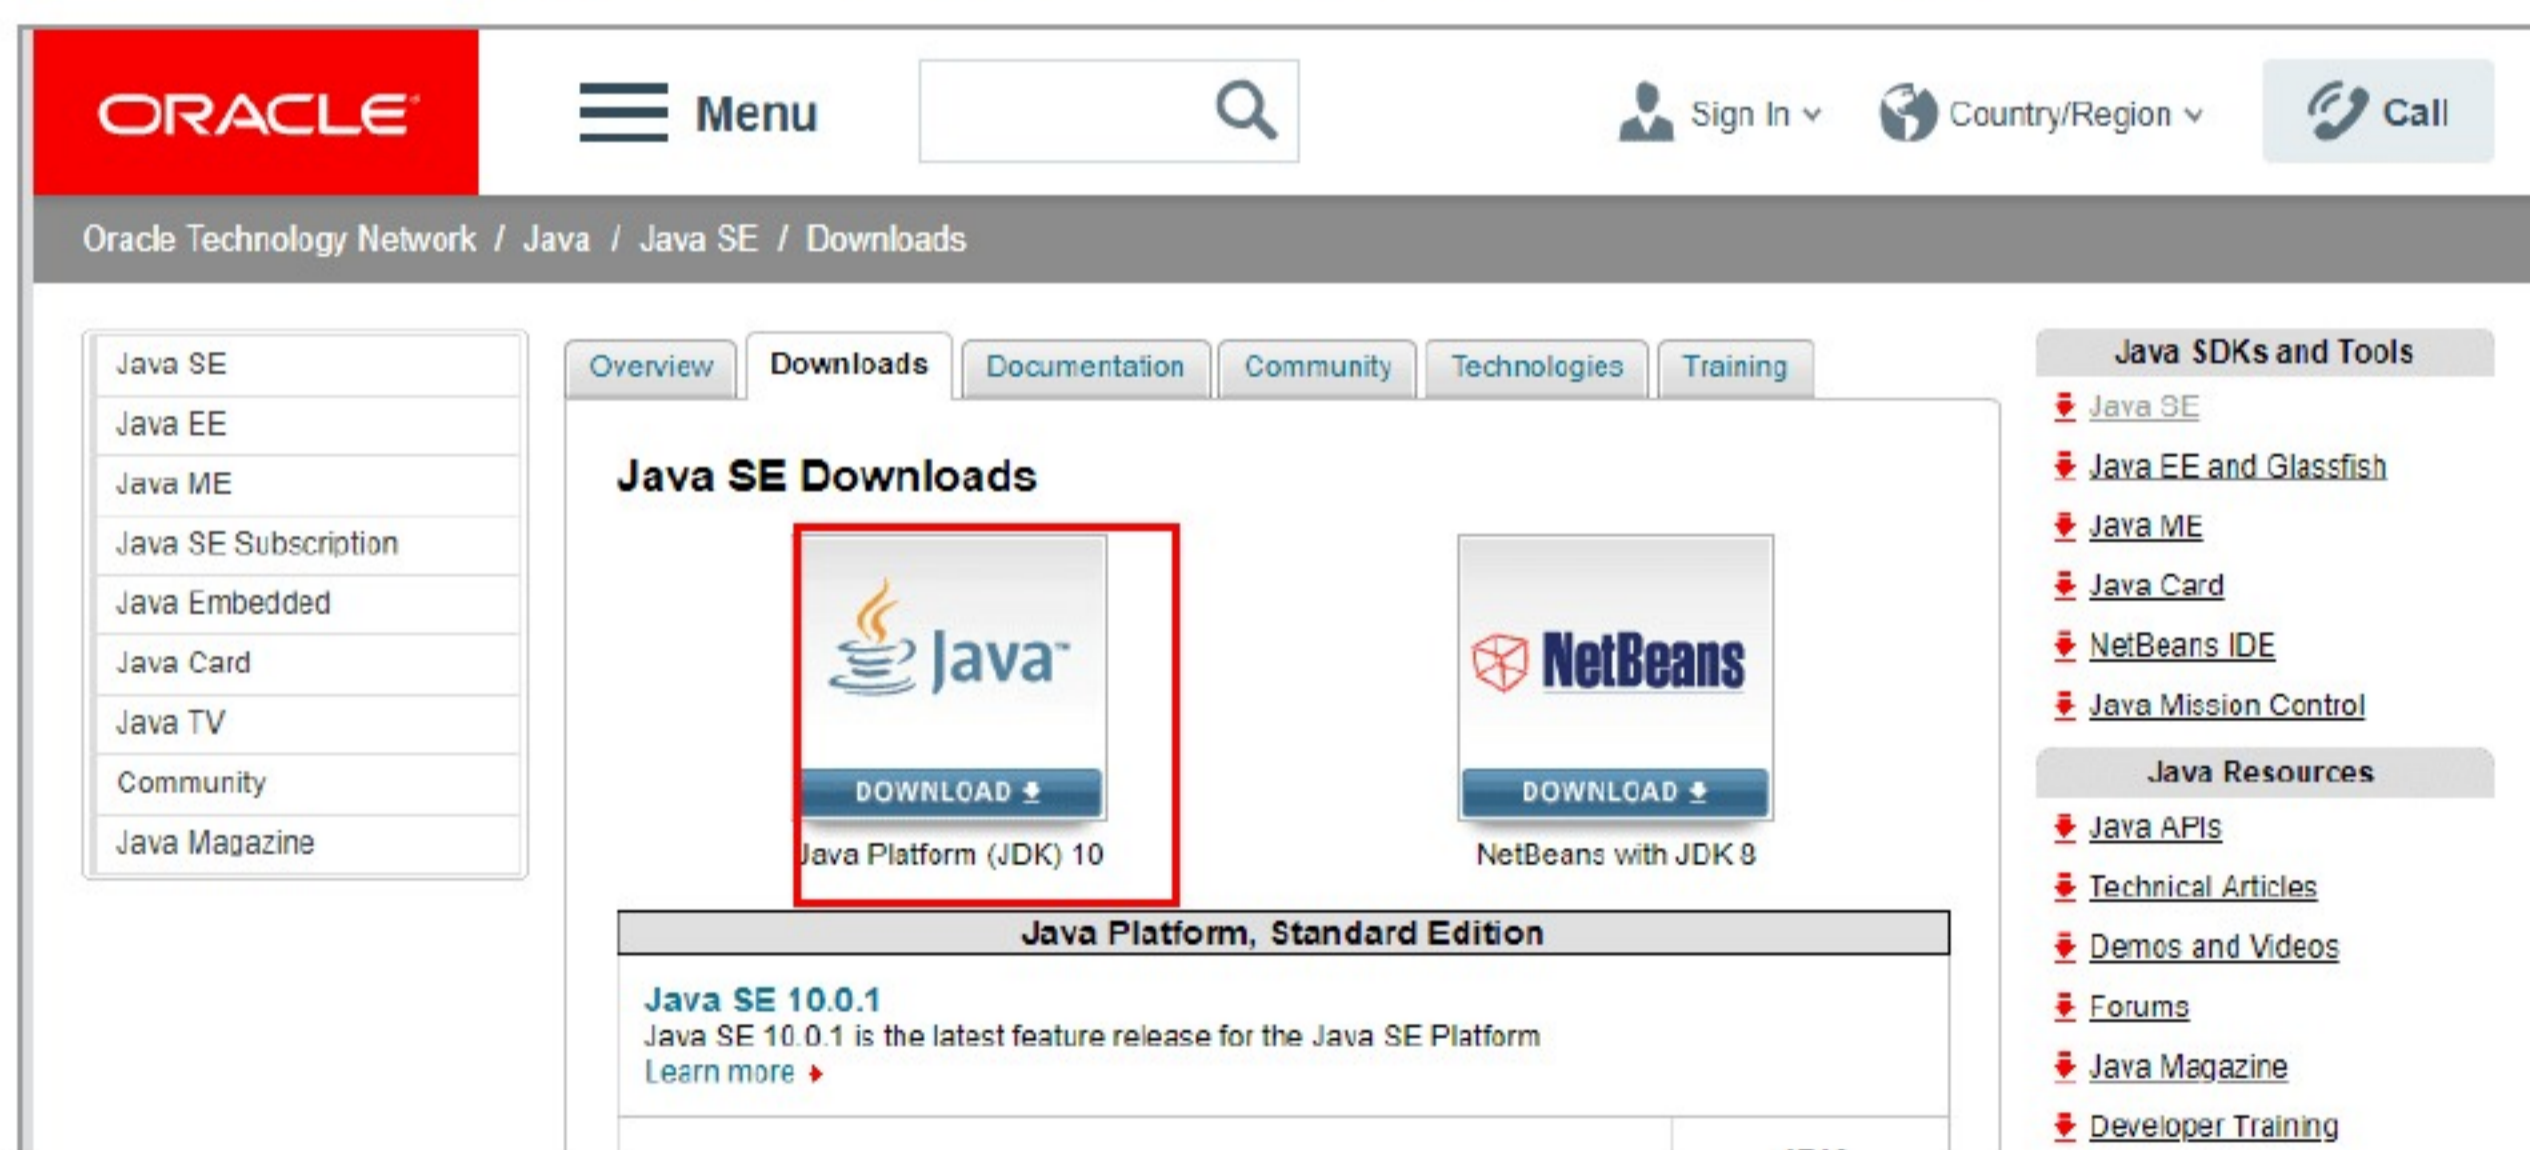 ORACLE
Menu
Sign In
Country/Region
Call
Oracle Technology Network / Java / Java SE / Downloads
Java SE
Java EE
Java ME
Java SE Subscription
Java Embedded
Java Card
Java TV
Community
Java Magazine
Overview
Downloads
Documentation
Community
Technologies
Training
Java SE Downloads
Java™
DOWNLOAD
Java Platform (JDK) 10
NetBeans
DOWNLOAD
NetBeans with JDK 8
Java Platform, Standard Edition
Java SE 10.0.1
Java SE 10.0.1 is the latest feature release for the Java SE Platform
Learn more
Java SDKs and Tools
Java SE
Java EE and Glassfish
Java ME
Java Card
NetBeans IDE
Java Mission Control
Java Resources
Java APIs
Technical Articles
Demos and Videos
Forums
Java Magazine
Developer Training